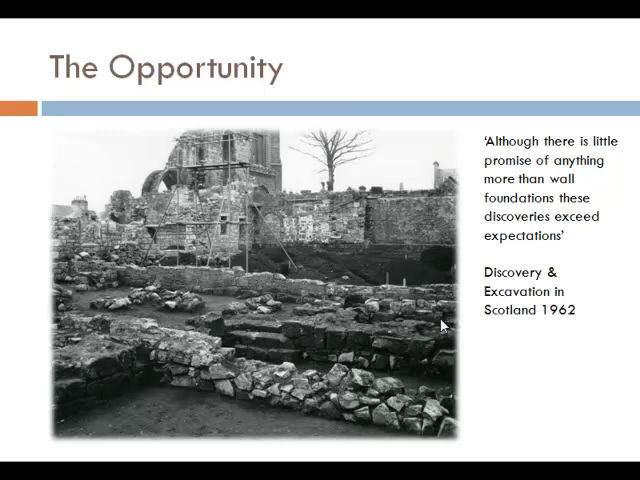 The Opportunity
‘Although there is little
promise of anything
more than wall
foundations these
discoveries exceed
expectations’
Discovery &
Excavation in
Scotland 1962